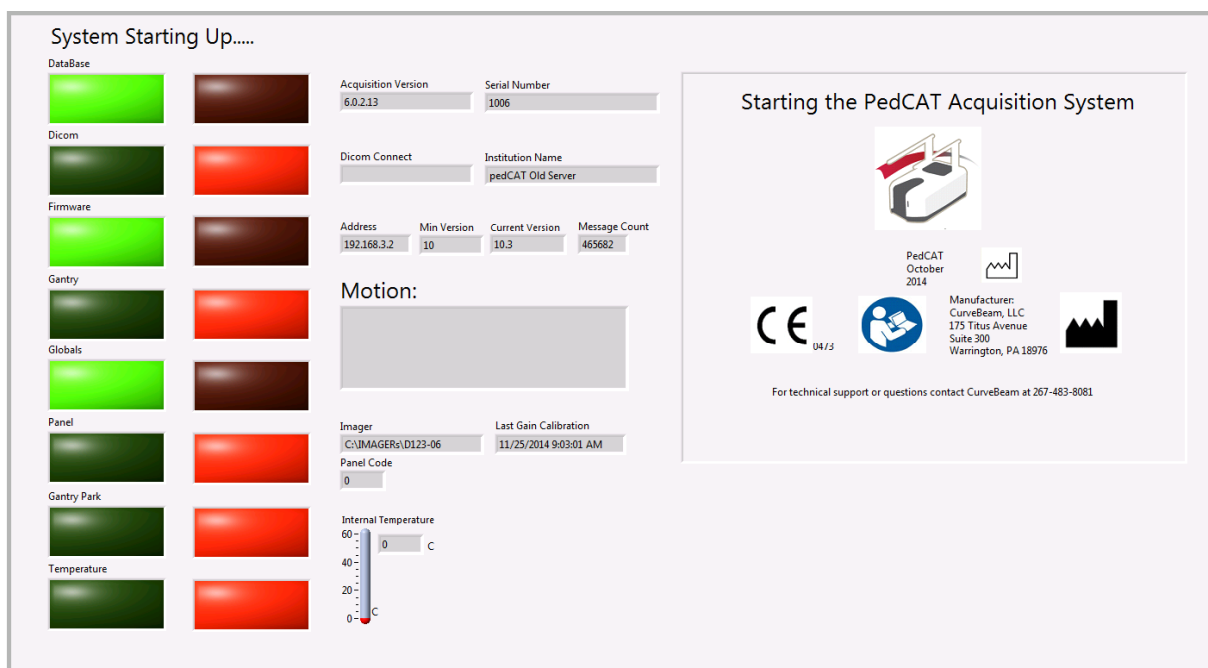 System Starting Up.....
DataBase
Dicom
Firmware
Gantry
Globals
Panel
Gantry Park
Temperature
Acquisition Version
Serial Number
6.0.2.13
1006
Dicom Connect
Institution Name
pedCAT Old Server
Address
Min Version
Current Version
Message Count
192.168.3.2
10
10.3
465682
Motion:
Imager
Last Gain Calibration
C:\IMAGERs\D123-06
11/25/2014 9:03:01 AM
Panel Code
0
Internal Temperature
60
0
C
40
20
C
0
Starting the PedCAT Acquisition System
PedCAT
October
2014
CE
0473
Manufacturer:
CurveBeam, LLC
175 Titus Avenue
Suite 300
Warrington, PA 18976
For technical support or questions contact CurveBeam at 267-483-8081